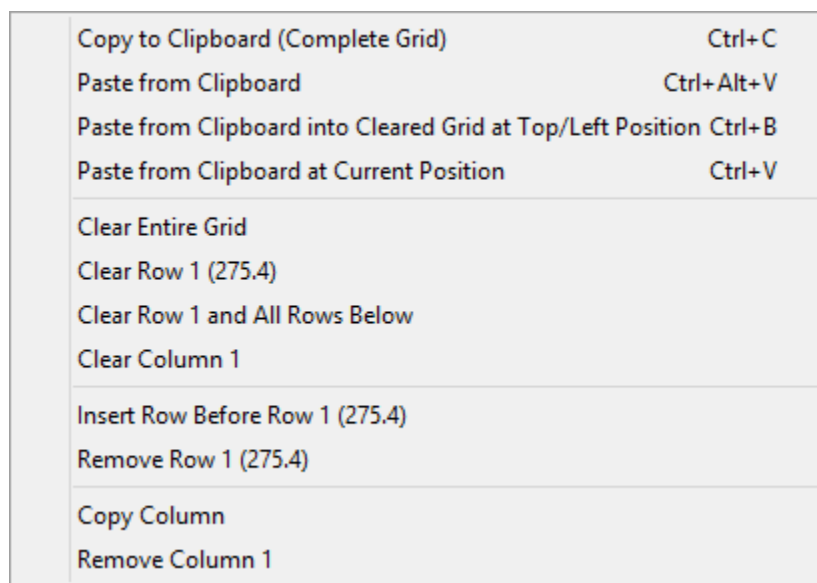 Copy to Clipboard (Complete Grid) Ctrl+C
Paste from Clipboard Ctrl+Alt+V
Paste from Clipboard into Cleared Grid at Top/Left Position Ctrl+B
Paste from Clipboard at Current Position Ctrl+V
Clear Entire Grid
Clear Row 1 (275.4)
Clear Row 1 and All Rows Below
Clear Column 1
Insert Row Before Row 1 (275.4)
Remove Row 1 (275.4)
Copy Column
Remove Column 1